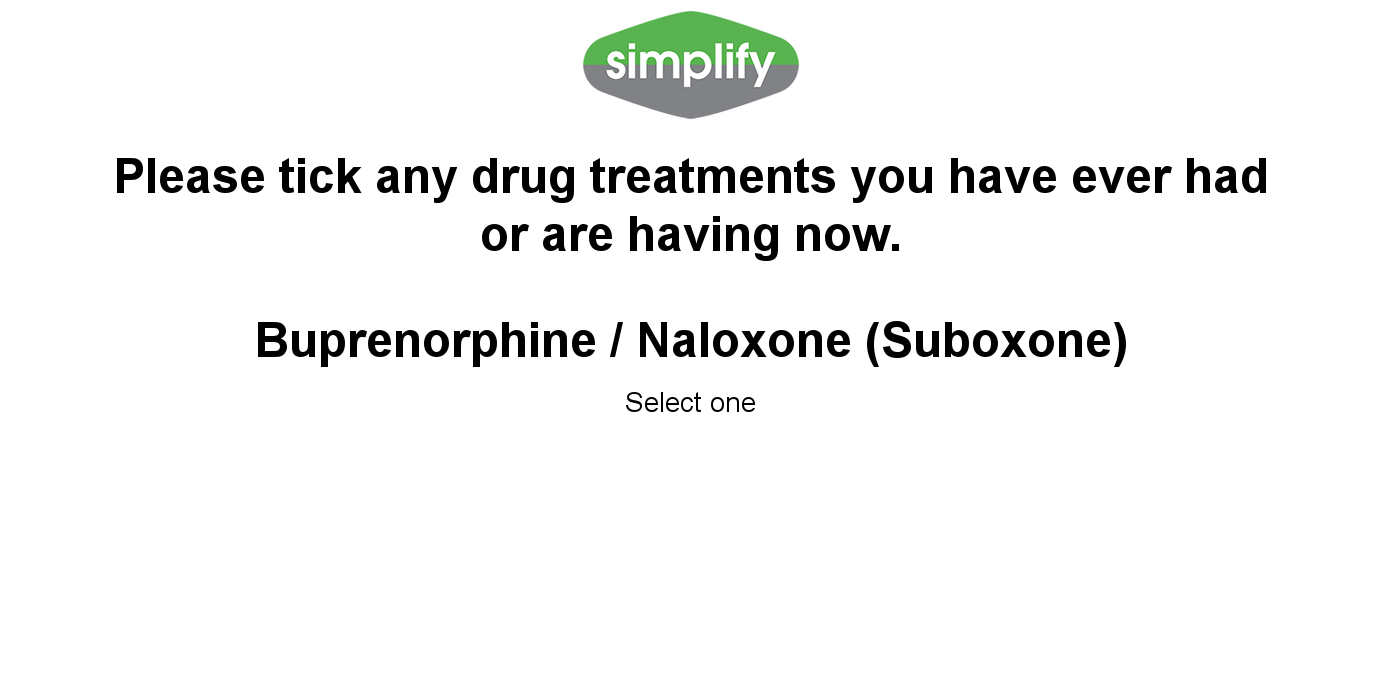 simplify
Please tick any drug treatments you have ever had
or are having now.
Buprenorphine / Naloxone (Suboxone)
Select one